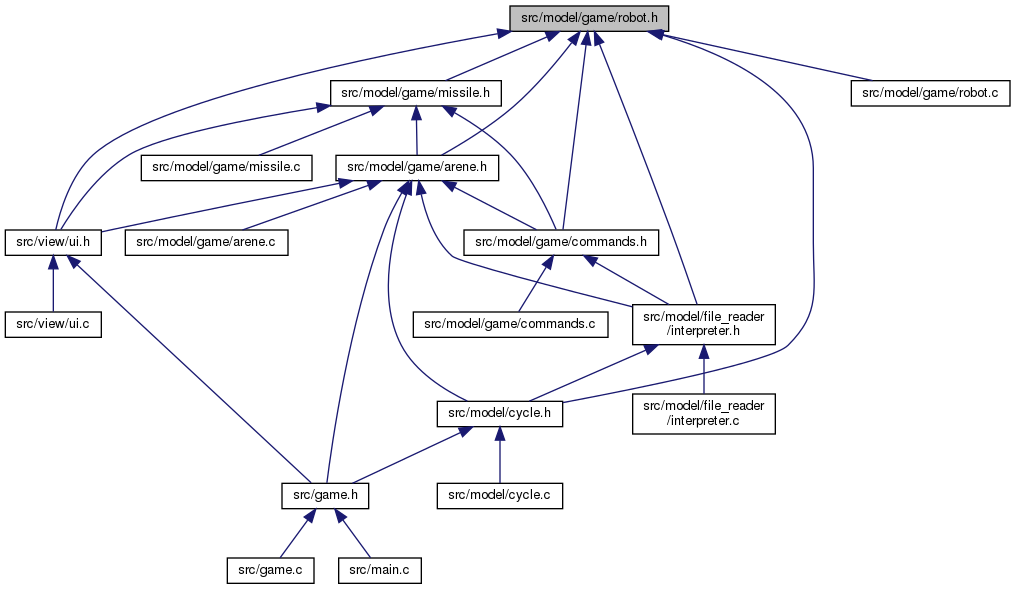 src/model/game/robot.h
src/model/game/missile.h
src/model/game/robot.c
src/model/game/missile.c
src/model/game/arene.h
src/view/ui.h
src/model/game/arene.c
src/model/game/commands.h
src/view/ui.c
src/model/game/commands.c
src/model/file_reader
/interpreter.h
src/model/cycle.h
src/model/file_reader
/interpreter.c
src/game.h
src/model/cycle.c
src/game.c
src/main.c